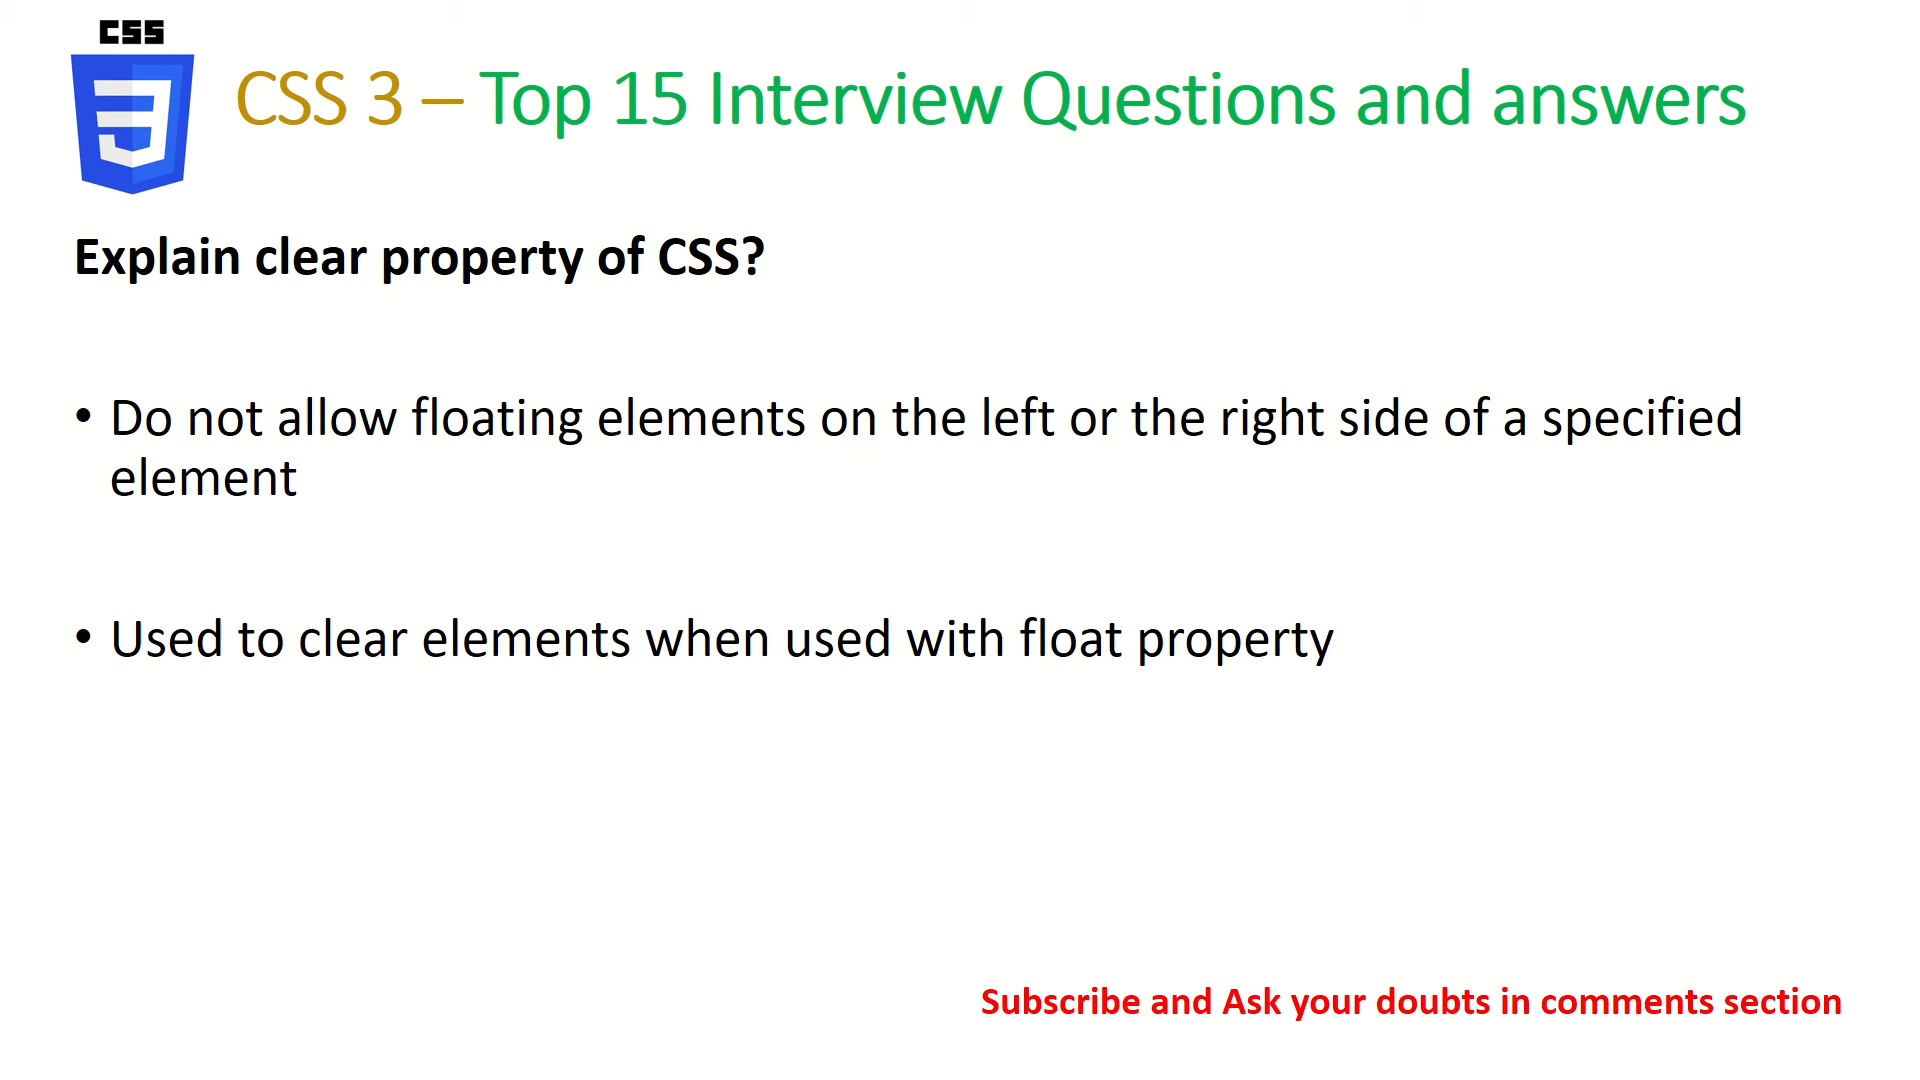 CSS
CSS 3 – Top 15 Interview Questions and answers
Explain clear property of CSS?
• Do not allow floating elements on the left or the right side of a specified
element
• Used to clear elements when used with float property
Subscribe and Ask your doubts in comments section